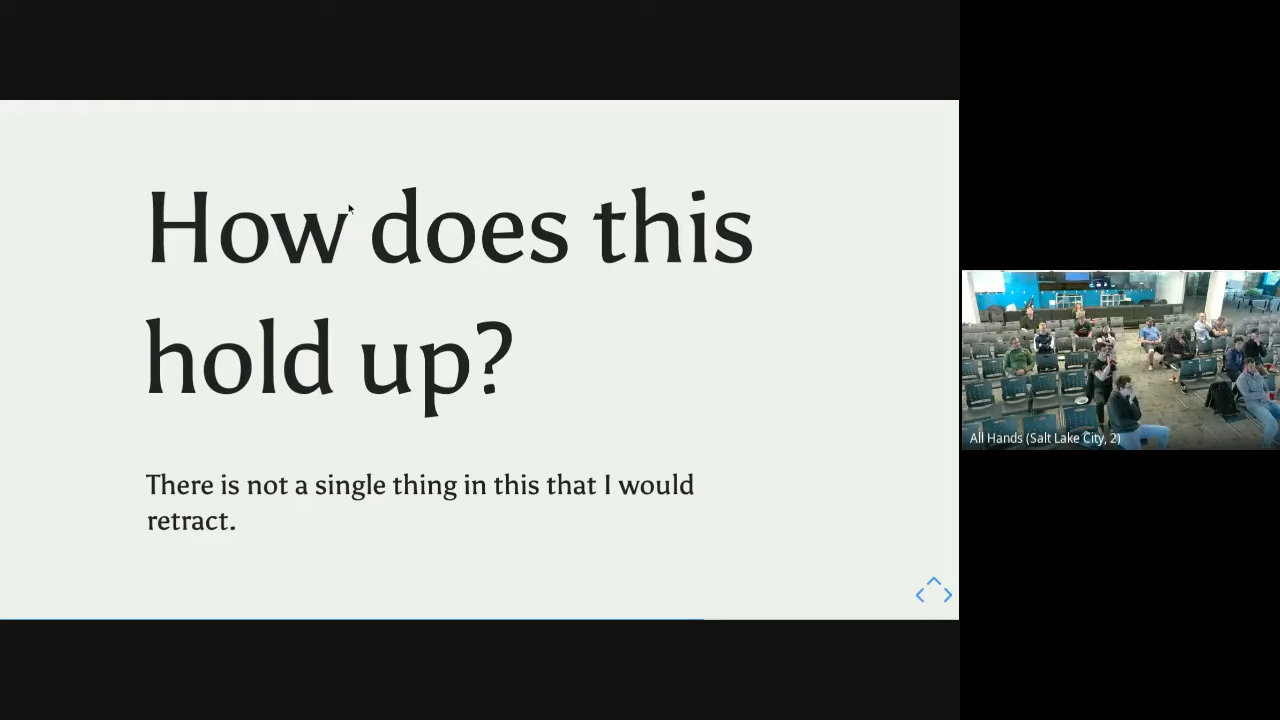 How does this
hold up?
There is not a single thing in this that I would
retract.
All Hands (Salt Lake City, 2)